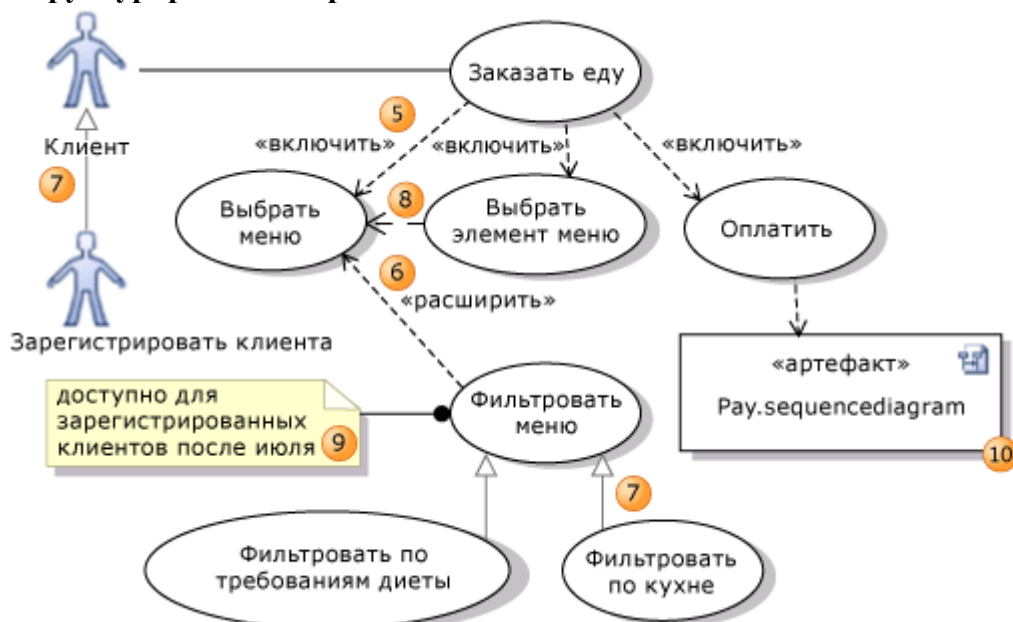 Заказать еду
5
«включить»
«включить»
«включить»
Клиент
7
Выбрать
меню
8
Выбрать
элемент меню
Оплатить
6
«расширить»
Зарегистрировать клиента
«артефакт»
Pay.sequencediagram
10
доступно для
зарегистрированных
клиентов после июля
9
Фильтровать
меню
7
Фильтровать по
требованиям диеты
Фильтровать
по кухне